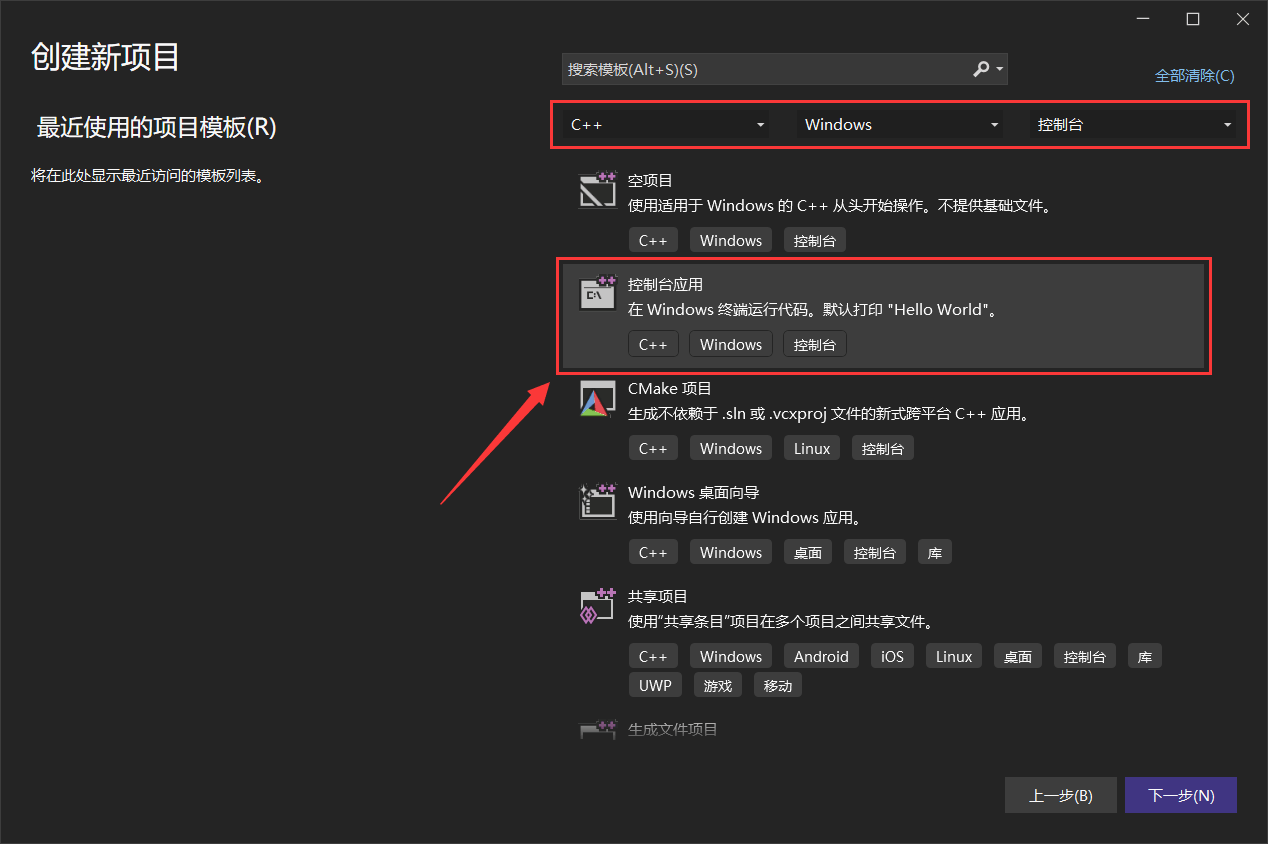 创建新项目
搜索模板(Alt+S)(S)
全部清除(C)
最近使用的项目模板(R)
将在此处显示最近访问的模板列表。
C++ Windows 控制台
空项目
使用适用于 Windows 的 C++ 从头开始操作。不提供基础文件。
C++ Windows 控制台
控制台应用
在 Windows 终端运行代码。默认打印 "Hello World"。
C++ Windows 控制台
CMake 项目
生成不依赖于 .sln 或 .vcxproj 文件的新式跨平台 C++ 应用。
C++ Windows Linux 控制台
Windows 桌面向导
使用向导自行创建 Windows 应用。
C++ Windows 桌面 控制台 库
共享项目
使用“共享条目”项目在多个项目之间共享文件。
C++ Windows Android iOS Linux 桌面 控制台 库
UWP 游戏 移动
生成文件项目
上一步(B) 下一步(N)